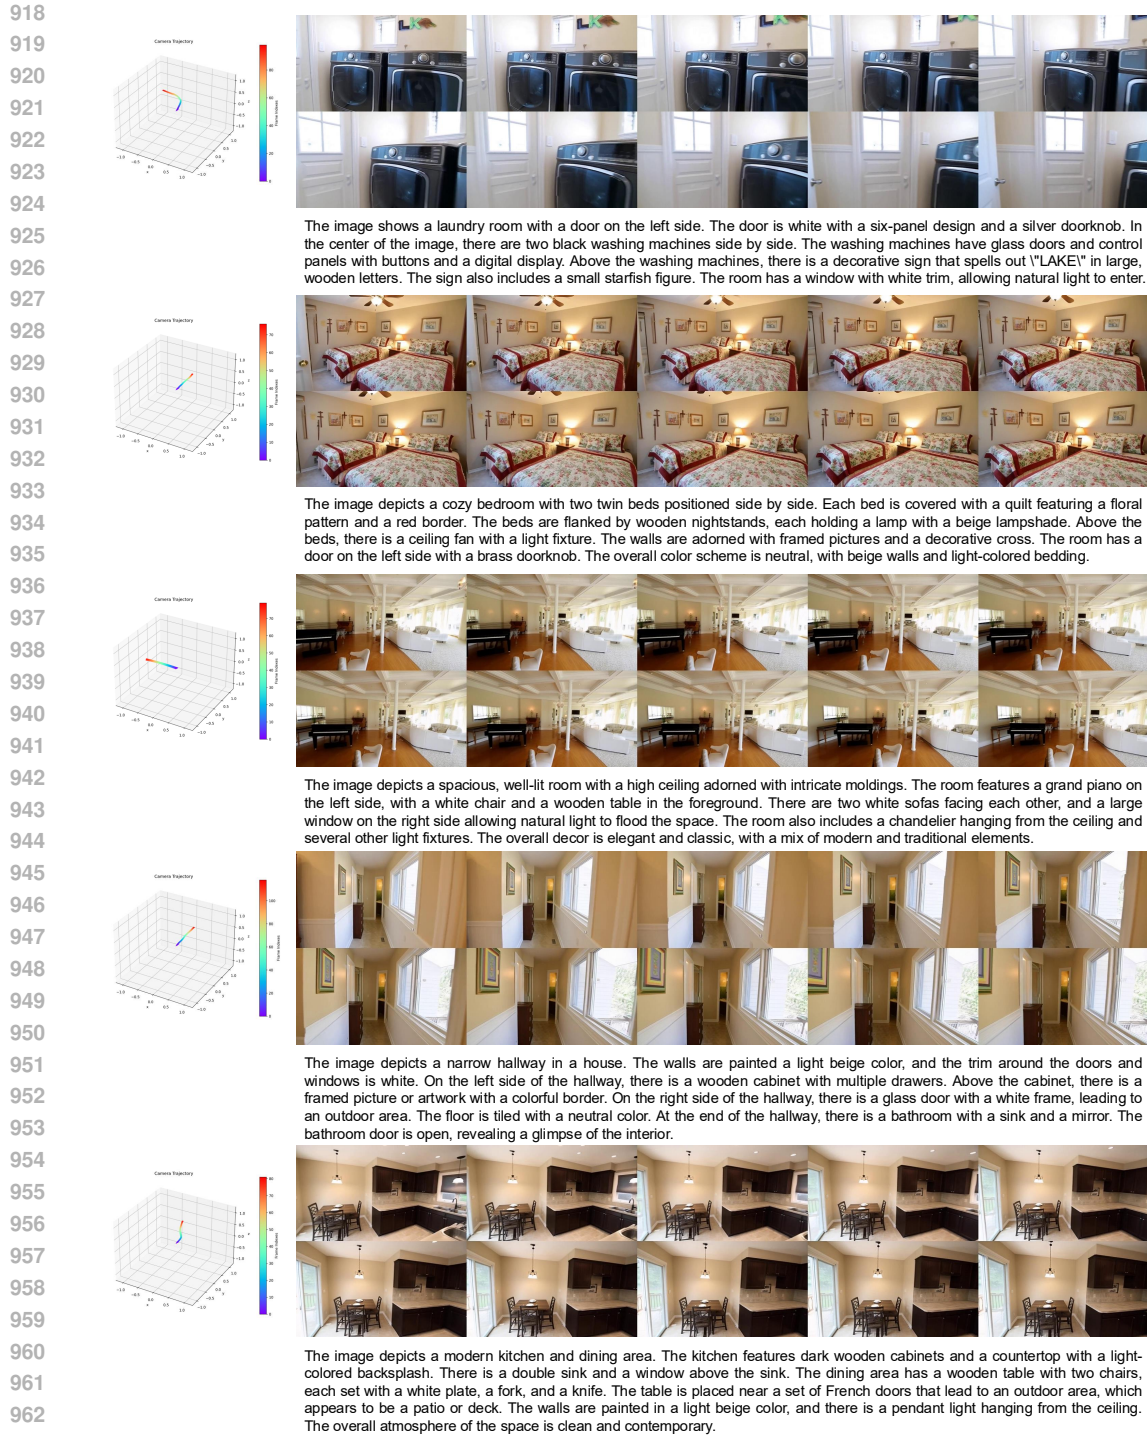 918
919
920
921
922
923
924
925
926
927
928
929
930
931
932
933
934
935
936
937
938
939
940
941
942
943
944
945
946
947
948
949
950
951
952
953
954
955
956
957
958
959
960
961
962
Camera Trajectory
The image shows a laundry room with a door on the left side. The door is white with a six-panel design and a silver doorknob. In
the center of the image, there are two black washing machines side by side. The washing machines have glass doors and control
panels with buttons and a digital display. Above the washing machines, there is a decorative sign that spells out \"LAKE\" in large,
wooden letters. The sign also includes a small starfish figure. The room has a window with white trim, allowing natural light to enter.
Camera Trajectory
The image depicts a cozy bedroom with two twin beds positioned side by side. Each bed is covered with a quilt featuring a floral
pattern and a red border. The beds are flanked by wooden nightstands, each holding a lamp with a beige lampshade. Above the
beds, there is a ceiling fan with a light fixture. The walls are adorned with framed pictures and a decorative cross. The room has a
door on the left side with a brass doorknob. The overall color scheme is neutral, with beige walls and light-colored bedding.
Camera Trajectory
The image depicts a spacious, well-lit room with a high ceiling adorned with intricate moldings. The room features a grand piano on
the left side, with a white chair and a wooden table in the foreground. There are two white sofas facing each other, and a large
window on the right side allowing natural light to flood the space. The room also includes a chandelier hanging from the ceiling and
several other light fixtures. The overall decor is elegant and classic, with a mix of modern and traditional elements.
Camera Trajectory
The image depicts a narrow hallway in a house. The walls are painted a light beige color, and the trim around the doors and
windows is white. On the left side of the hallway, there is a wooden cabinet with multiple drawers. Above the cabinet, there is a
framed picture or artwork with a colorful border. On the right side of the hallway, there is a glass door with a white frame, leading to
an outdoor area. The floor is tiled with a neutral color. At the end of the hallway, there is a bathroom with a sink and a mirror. The
bathroom door is open, revealing a glimpse of the interior.
Camera Trajectory
The image depicts a modern kitchen and dining area. The kitchen features dark wooden cabinets and a countertop with a light-
colored backsplash. There is a double sink and a window above the sink. The dining area has a wooden table with two chairs,
each set with a white plate, a fork, and a knife. The table is placed near a set of French doors that lead to an outdoor area, which
appears to be a patio or deck. The walls are painted in a light beige color, and there is a pendant light hanging from the ceiling.
The overall atmosphere of the space is clean and contemporary.